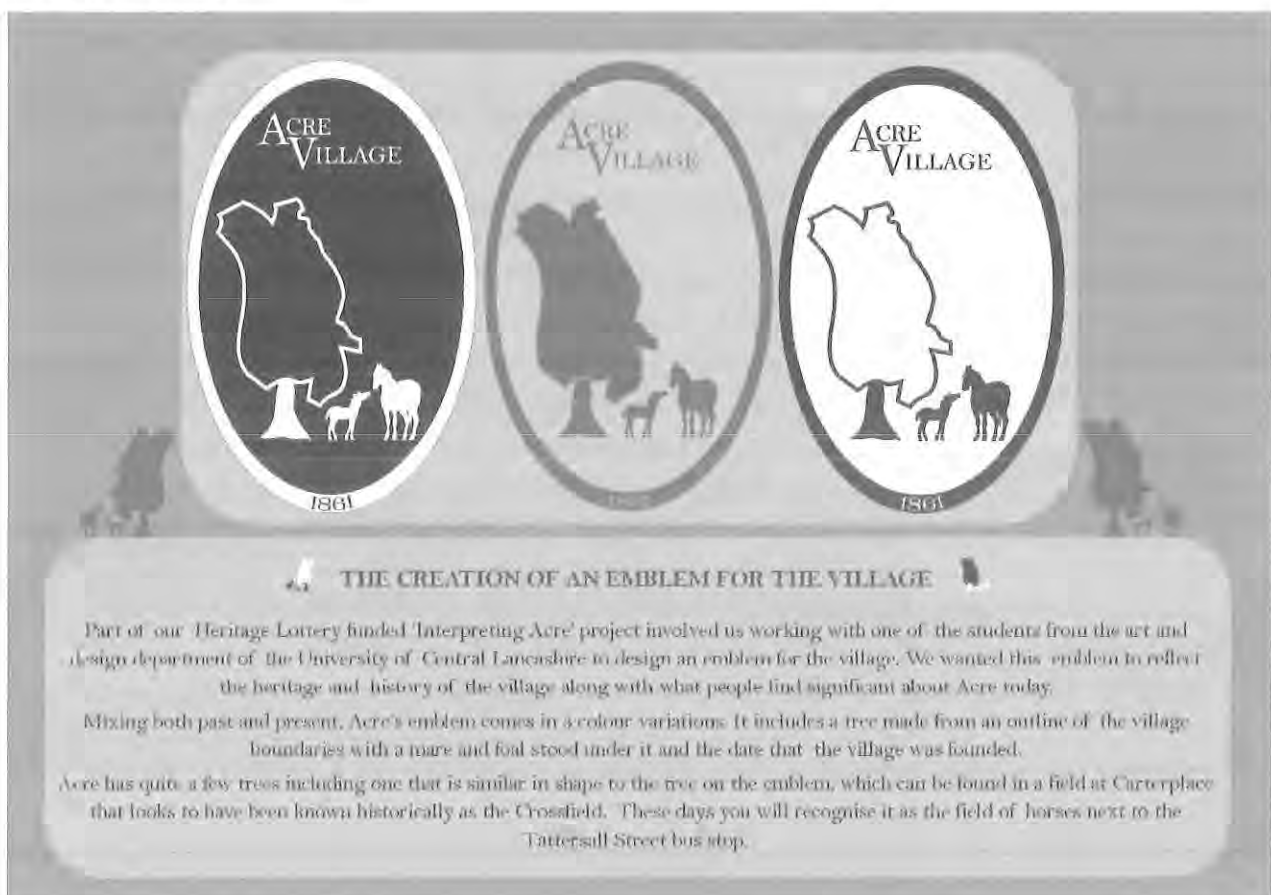 ACRE
VILLAGE
1861
ACRE
VILLAGE
ACRE
VILLAGE
1861
THE CREATION OF AN EMBLEM FOR THE VILLAGE
Part of our Heritage Lottery funded 'Interpreting Acre' project involved us working with one of the students from the art and
design department of the University of Central Lancashire to design an emblem for the village. We wanted this emblem to reflect
the heritage and history of the village along with what people find significant about Acre today.
Mixing both past and present, Acre's emblem comes in 3 colour variations. It includes a tree made from an outline of the village
boundaries with a mare and foal stood under it and the date that the village was founded.
Acre has quite a few trees including one that is similar in shape to the tree on the emblem, which can be found in a field at Carterplace
that looks to have been known historically as the Crossfield. These days you will recognise it as the field of horses next to the
Tattersall Street bus stop.